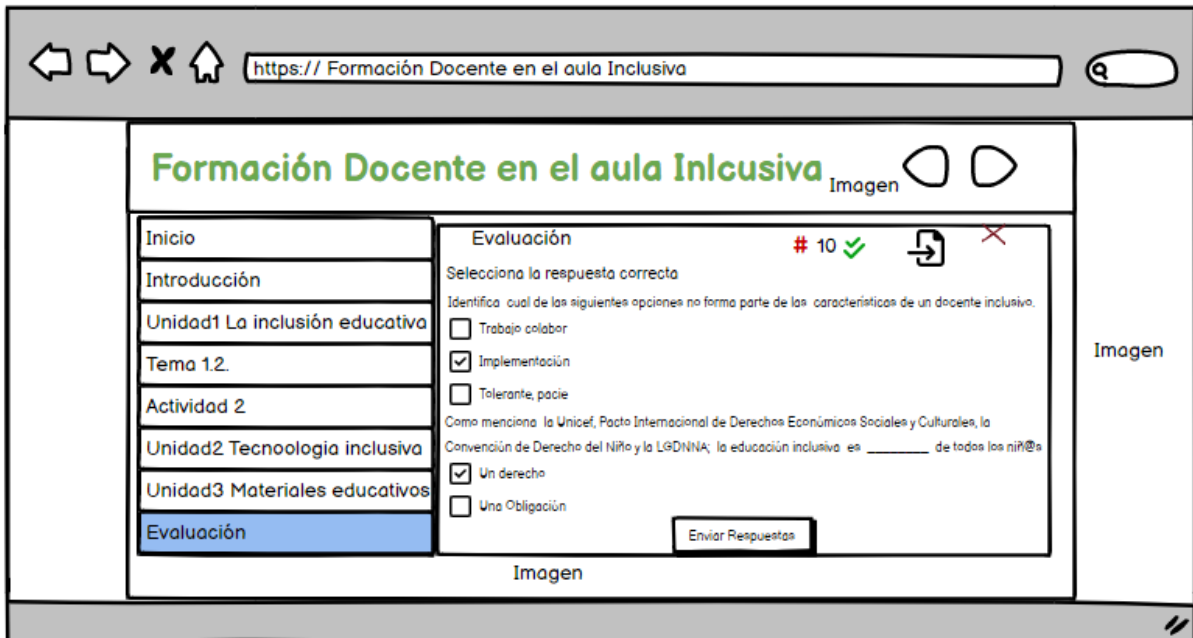 https:// Formación Docente en el aula Inclusiva
Formación Docente en el aula Inlcusiva
Imagen
Inicio
Introducción
Unidad1 La inclusión educativa
Tema 1.2.
Actividad 2
Unidad2 Tecnoologia inclusiva
Unidad3 Materiales educativos
Evaluación
Evaluación
# 10
Selecciona la respuesta correcta
Identifica cual de las siguientes opciones no forma parte de las características de un docente inclusivo.
Trabajo colabor
Implementación
Tolerante, pacie
Como menciona la Unicef, Pacto Internacional de Derechos Económicos Sociales y Culturales, la
Convención de Derecho del Niño y la LGDNNA; la educación inclusiva es ________ de todos los niñ@s
Un derecho
Una Obligación
Enviar Respuestas
Imagen
Imagen